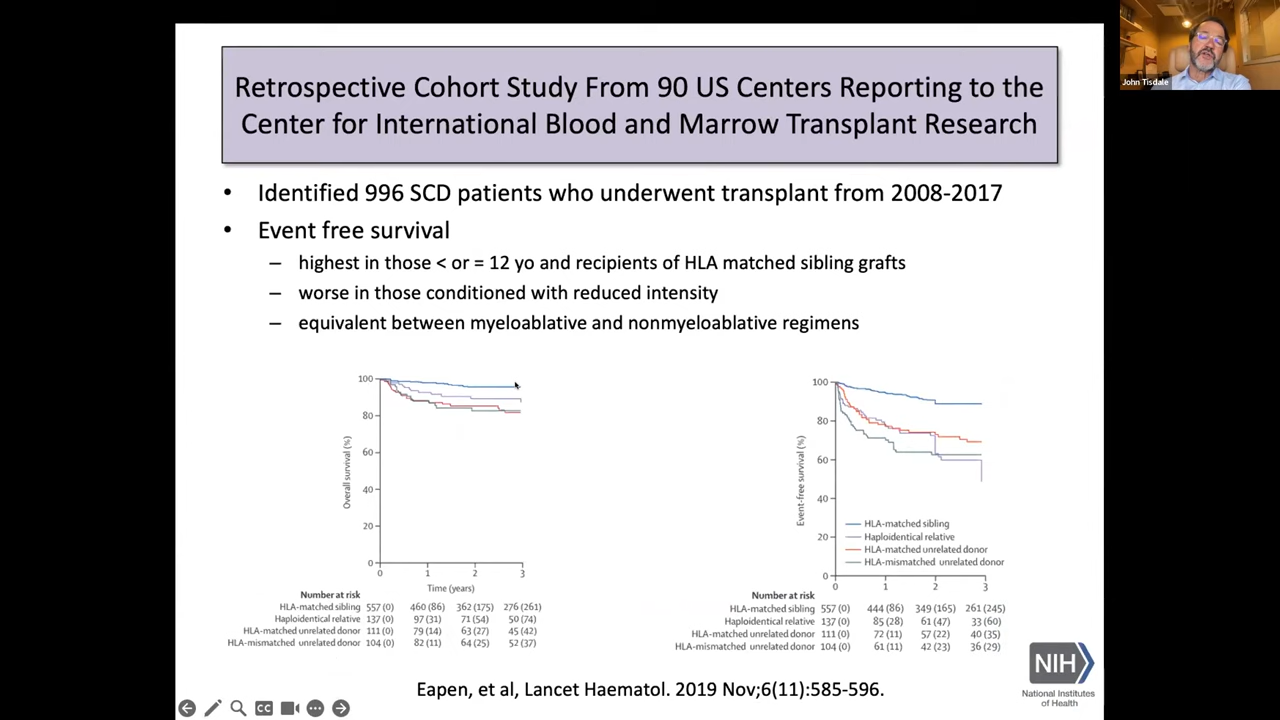 John Tisdale
Retrospective Cohort Study From 90 US Centers Reporting to the
Center for International Blood and Marrow Transplant Research
• Identified 996 SCD patients who underwent transplant from 2008-2017
• Event free survival
– highest in those < or = 12 yo and recipients of HLA matched sibling grafts
– worse in those conditioned with reduced intensity
– equivalent between myeloablative and nonmyeloablative regimens
100
80
60
40
20
0
Overall survival (%)
0 1 2 3
Time (years)
Number at risk
HLA-matched sibling 557 (0) 460 (86) 362 (175) 276 (261)
Haploidentical relative 137 (0) 97 (31) 71 (54) 50 (74)
HLA-matched unrelated donor 111 (0) 79 (14) 63 (27) 45 (42)
HLA-mismatched unrelated donor 104 (0) 82 (11) 64 (25) 52 (37)
100
80
60
40
20
0
Event-free survival (%)
HLA-matched sibling
Haploidentical relative
HLA-matched unrelated donor
HLA-mismatched unrelated donor
0 1 2 3
Number at risk
HLA-matched sibling 557 (0) 444 (86) 349 (165) 261 (245)
Haploidentical relative 137 (0) 85 (28) 61 (47) 33 (60)
HLA-matched unrelated donor 111 (0) 72 (11) 57 (22) 40 (35)
HLA-mismatched unrelated donor 104 (0) 61 (11) 42 (23) 36 (29)
NIH
National Institutes
of Health
Eapen, et al, Lancet Haematol. 2019 Nov;6(11):585-596.
CC